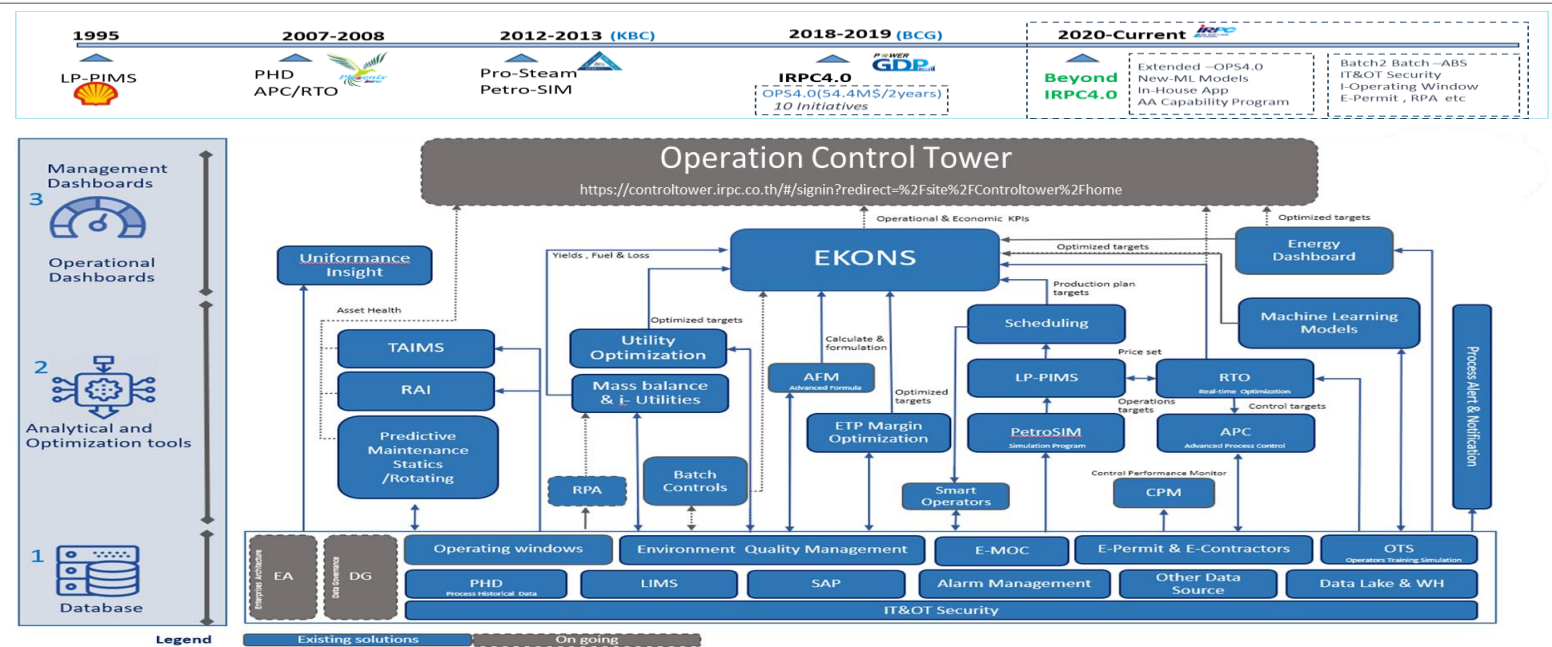 1995
2007-2008
2012-2013 (KBC)
2018-2019 (BCG)
2020-Current IRPC
LP-PIMS
PHD
APC/RTO
Phoenix
Pro-Steam
Petro-SIM
POWER
GDP
IRPC4.0
OPS4.0(54.4M$/2years)
10 Initiatives
Beyond
IRPC4.0
Extended –OPS4.0
New-ML Models
In-House App
AA Capability Program
Batch2 Batch –ABS
IT&OT Security
I-Operating Window
E-Permit , RPA etc
Management
Dashboards
3
Operational
Dashboards
2
Analytical and
Optimization tools
1
Database
Operation Control Tower
https://controltower.irpc.co.th/#/signin?redirect=%2Fsite%2FControltower%2Fhome
Operational & Economic KPIs
Optimized targets
Uniformance
Insight
Yields , Fuel & Loss
EKONS
Optimized targets
Energy
Dashboard
Production plan
targets
Asset Health
Optimized targets
Scheduling
Machine Learning
Models
TAIMS
Utility
Optimization
Calculate &
formulation
Price set
RAI
Mass balance
& i- Utilities
AFM
Advanced Formula
LP-PIMS
RTO
Real-time Optimization
Optimized
targets
Operations
targets
Control targets
Predictive
Maintenance
Statics
/Rotating
ETP Margin
Optimization
PetroSIM
Simulation Program
APC
Advanced Process Control
Process Alert & Notification
RPA
Batch
Controls
Smart
Operators
Control Performance Monitor
CPM
Enterprises Architecture
EA
Data Governance
DG
Operating windows
Environment Quality Management
E-MOC
E-Permit & E-Contractors
OTS
Operators Training Simulation
PHD
Process Historical Data
LIMS
SAP
Alarm Management
Other Data
Source
Data Lake & WH
IT&OT Security
Legend
Existing solutions
On going